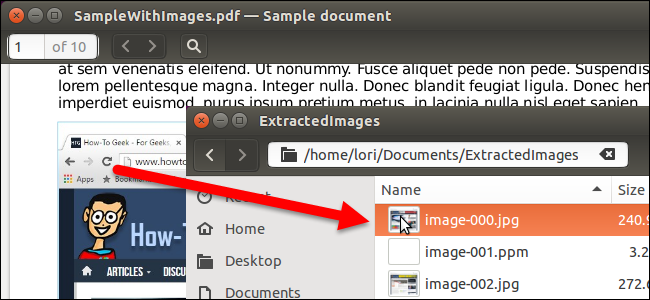 SampleWithImages.pdf — Sample document
1 of 10
at sem venenatis eleifend. Ut nonummy. Fusce aliquet pede non pede. Suspendis
lorem pellentesque magna. Integer nulla. Donec blandit feugiat ligula. Donec hen
imperdiet euismod, purus ipsum pretium metus, in lacinia nulla nisl eget sapien.
HTG How-To Geek - For Geeks
www.howto
Apps Bookmark
How-T
ARTICLES DISCU
ExtractedImages
/home/lori/Documents/ExtractedImages
Name Size
Recent
image-000.jpg 240.9
Home
image-001.ppm 3.2
Desktop
image-002.jpg 272.6
Documents